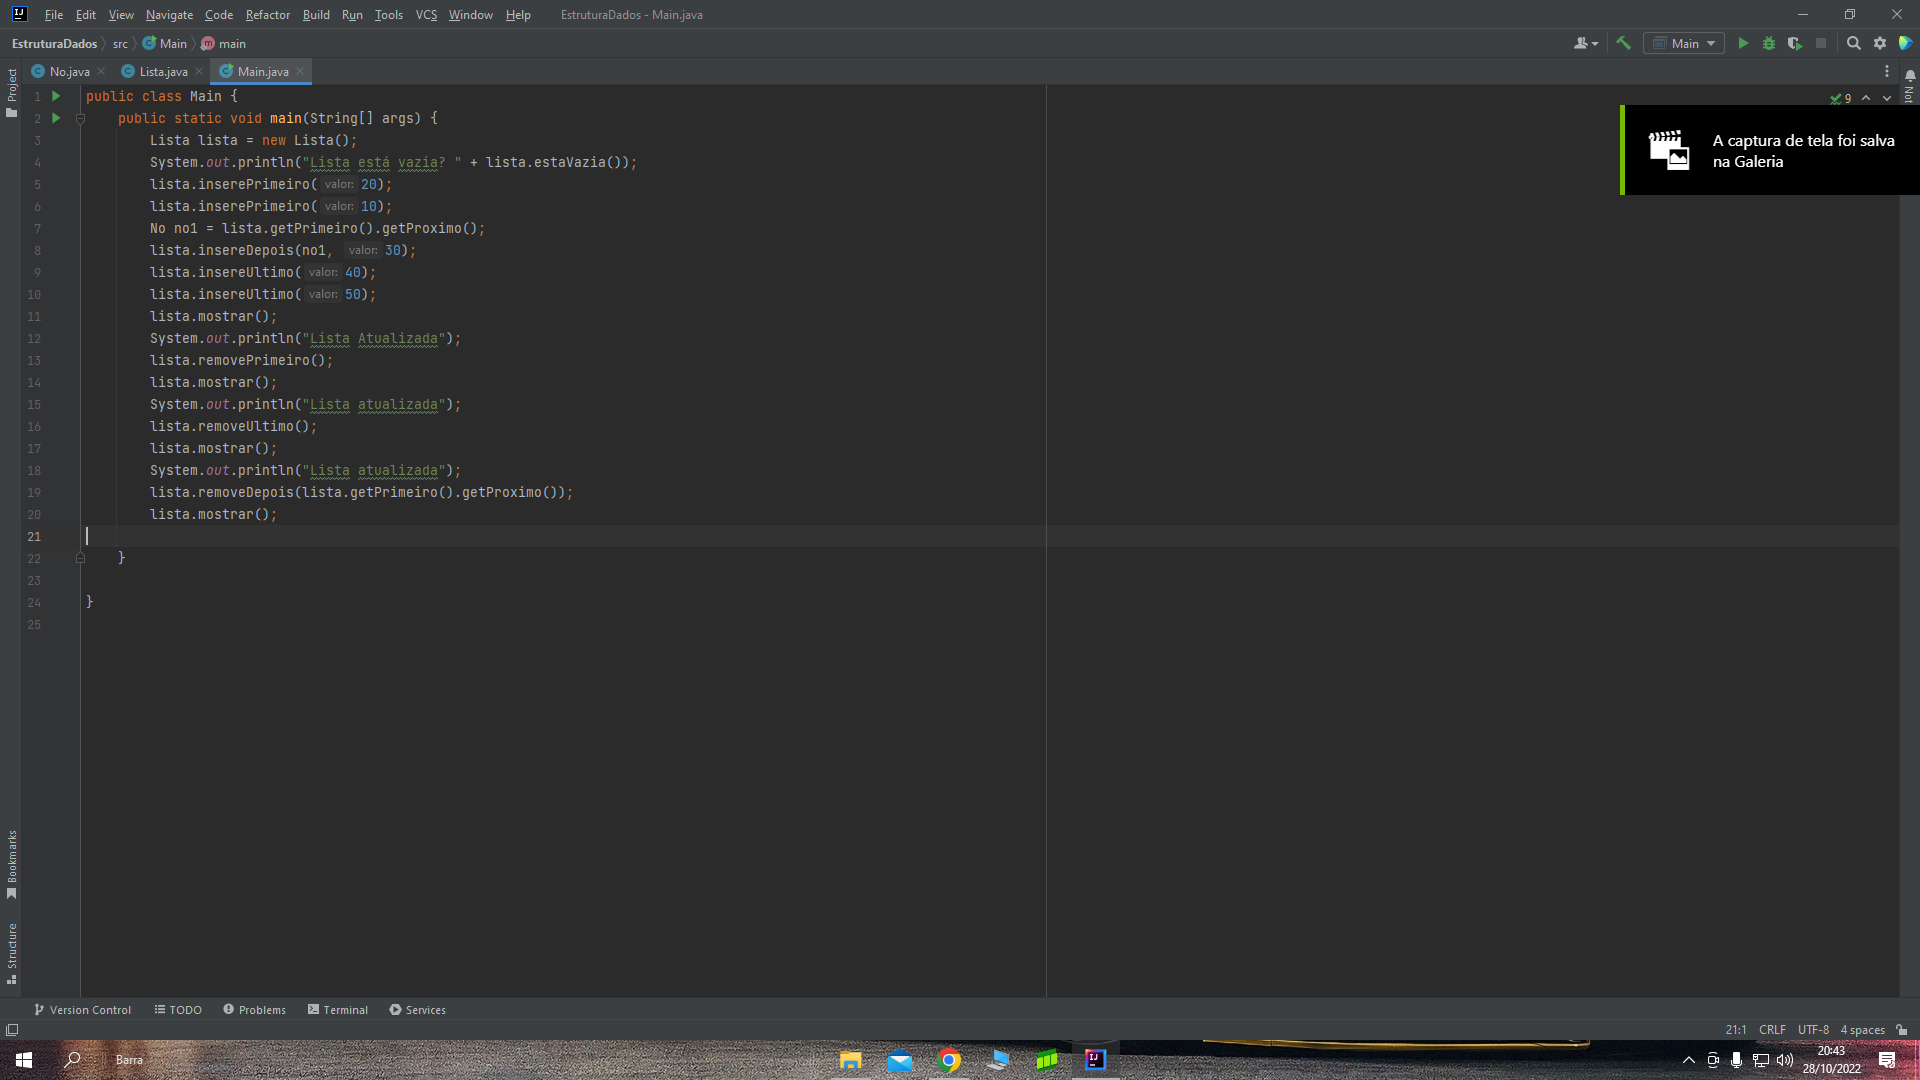 File Edit View Navigate Code Refactor Build Run Tools VCS Window Help EstruturaDados - Main.java
EstruturaDados src Main main
Main
No.java Lista.java Main.java
Project
Not
9
1 public class Main {
2 public static void main(String[] args) {
3 Lista lista = new Lista();
4 System.out.println("Lista está vazia? " + lista.estaVazia());
5 lista.inserePrimeiro( valor: 20);
6 lista.inserePrimeiro( valor: 10);
7 No no1 = lista.getPrimeiro().getProximo();
8 lista.insereDepois(no1, valor: 30);
9 lista.insereUltimo( valor: 40);
10 lista.insereUltimo( valor: 50);
11 lista.mostrar();
12 System.out.println("Lista Atualizada");
13 lista.removePrimeiro();
14 lista.mostrar();
15 System.out.println("Lista atualizada");
16 lista.removeUltimo();
17 lista.mostrar();
18 System.out.println("Lista atualizada");
19 lista.removeDepois(lista.getPrimeiro().getProximo());
20 lista.mostrar();
21
22 }
23
24 }
25
A captura de tela foi salva
na Galeria
Bookmarks
Structure
Version Control TODO Problems Terminal Services
21:1 CRLF UTF-8 4 spaces
Barra
20:43
28/10/2022